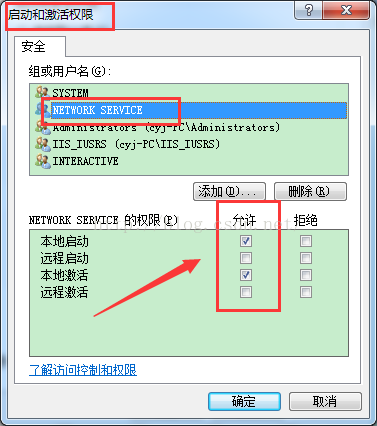 启动和激活权限
安全
组或用户名(G):
SYSTEM
NETWORK SERVICE
Administrators (cyj-PC\Administrators)
IIS_IUSRS (cyj-PC\IIS_IUSRS)
INTERACTIVE
添加(D)... 删除(R)
NETWORK SERVICE 的权限(P) 允许 拒绝
本地启动
远程启动
本地激活
远程激活
了解访问控制和权限
确定 取消